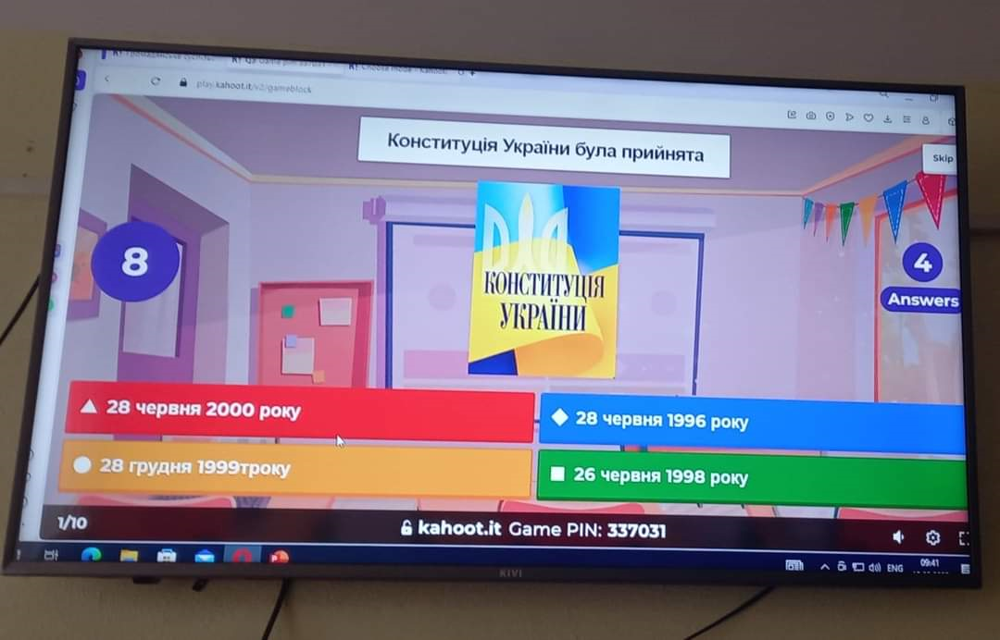 play.kahoot.it/v2/gameblock
Конституція України була прийнята
Skip
8
КОНСТИТУЦІЯ
УКРАЇНИ
4
Answers
28 червня 2000 року
28 червня 1996 року
28 грудня 1999троку
26 червня 1998 року
1/10
kahoot.it Game PIN: 337031
ENG
09:41
KIVI